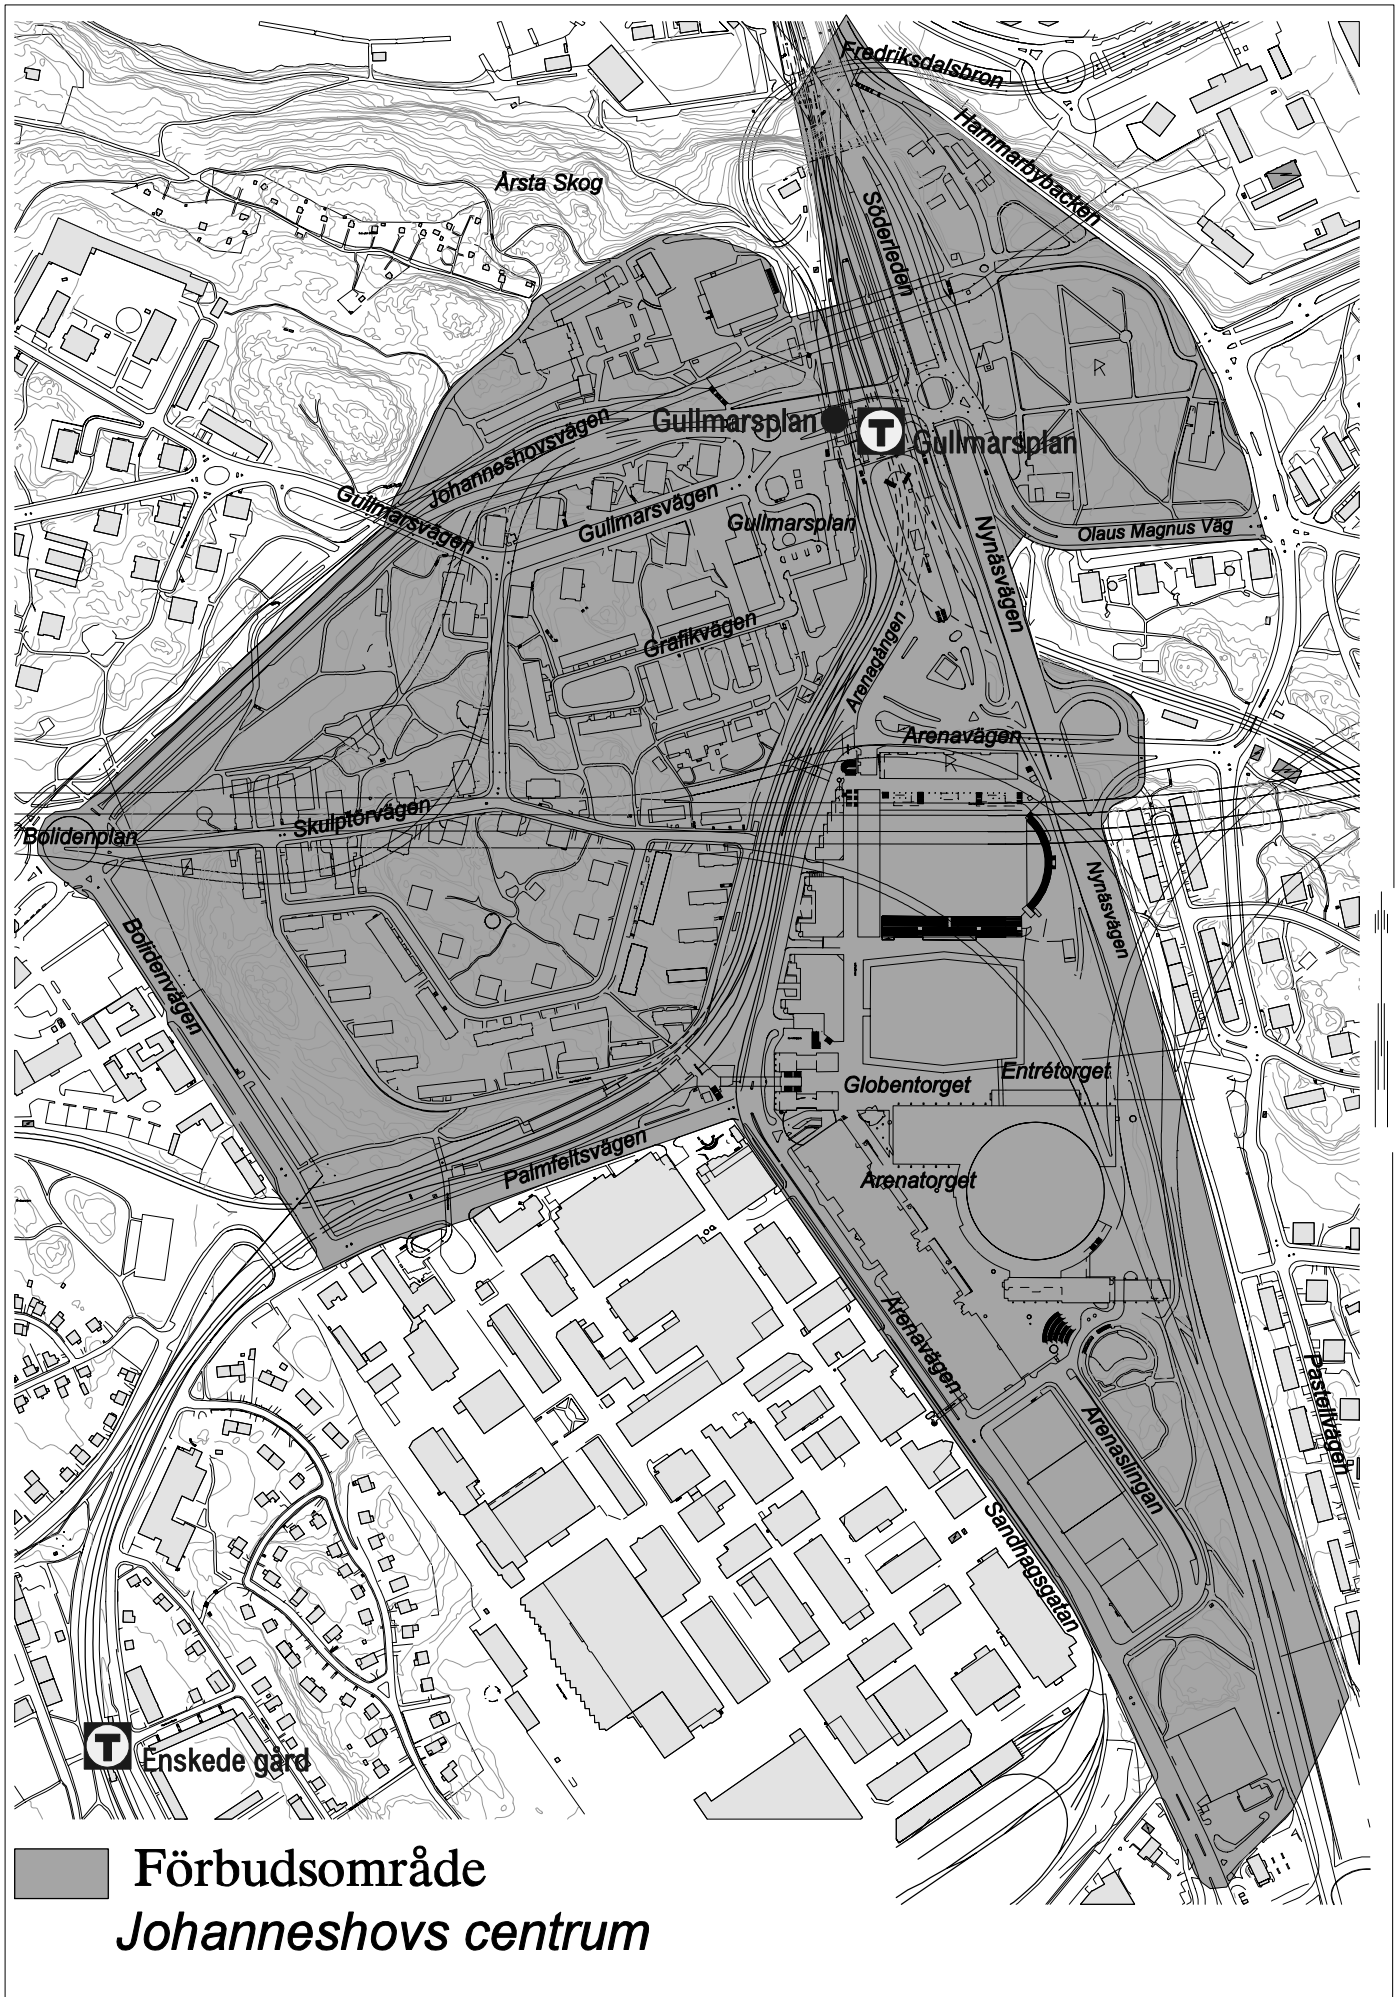 Fredriksdalsbron
Hammarbybacken
Årsta Skog
Söderleden
R
Johanneshovsvägen
Gullmarsplan
T
Gullmarsplan
Gullmarsvägen
Gullmarsvägen
Gullmarsplan
Nynäsvägen
Olaus Magnus Väg
Grafikvägen
Arenagången
Arenavägen
R
Skulptörvägen
Bolidenplan
Nynäsvägen
Bolidenvägen
Globentorget
Entrétorget
Palmfeltsvägen
Arenatorget
Arenavägen
Pastellvägen
Arenaslingan
Sandhagsgatan
T
Enskede gård
Förbudsområde
Johanneshovs centrum